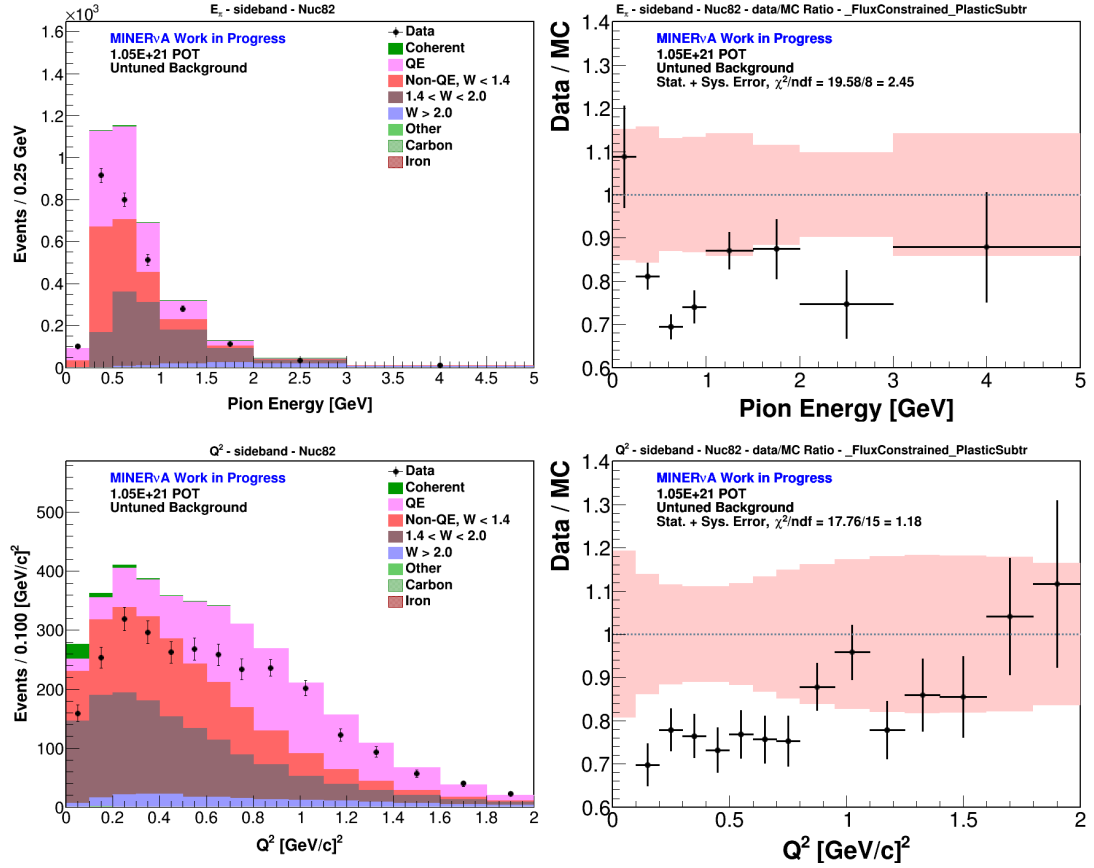 E_π - sideband - Nuc82
×10³
MINERνA Work in Progress
1.05E+21 POT
Untuned Background
Data
Coherent
QE
Non-QE, W < 1.4
1.4 < W < 2.0
W > 2.0
Other
Carbon
Iron
Events / 0.25 GeV
1.6
1.4
1.2
1
0.8
0.6
0.4
0.2
0
0 0.5 1 1.5 2 2.5 3 3.5 4 4.5 5
Pion Energy [GeV]
E_π - sideband - Nuc82 - data/MC Ratio - _FluxConstrained_PlasticSubtr
MINERνA Work in Progress
1.05E+21 POT
Untuned Background
Stat. + Sys. Error, χ²/ndf = 19.58/8 = 2.45
Data / MC
1.4
1.3
1.2
1.1
1
0.9
0.8
0.7
0.6
0 1 2 3 4 5
Pion Energy [GeV]
Q² - sideband - Nuc82
MINERνA Work in Progress
1.05E+21 POT
Untuned Background
Data
Coherent
QE
Non-QE, W < 1.4
1.4 < W < 2.0
W > 2.0
Other
Carbon
Iron
Events / 0.100 [GeV/c]²
500
400
300
200
100
0
0 0.2 0.4 0.6 0.8 1 1.2 1.4 1.6 1.8 2
Q² [GeV/c]²
Q² - sideband - Nuc82 - data/MC Ratio - _FluxConstrained_PlasticSubtr
MINERνA Work in Progress
1.05E+21 POT
Untuned Background
Stat. + Sys. Error, χ²/ndf = 17.76/15 = 1.18
Data / MC
1.4
1.3
1.2
1.1
1
0.9
0.8
0.7
0.6
0 0.5 1 1.5 2
Q² [GeV/c]²